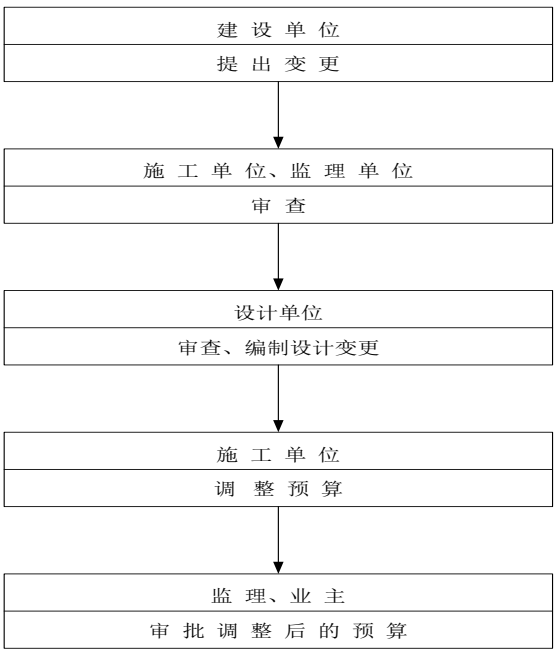 建设单位
提出变更
施工单位、监理单位
审查
设计单位
审查、编制设计变更
施工单位
调整预算
监理、业主
审批调整后的预算